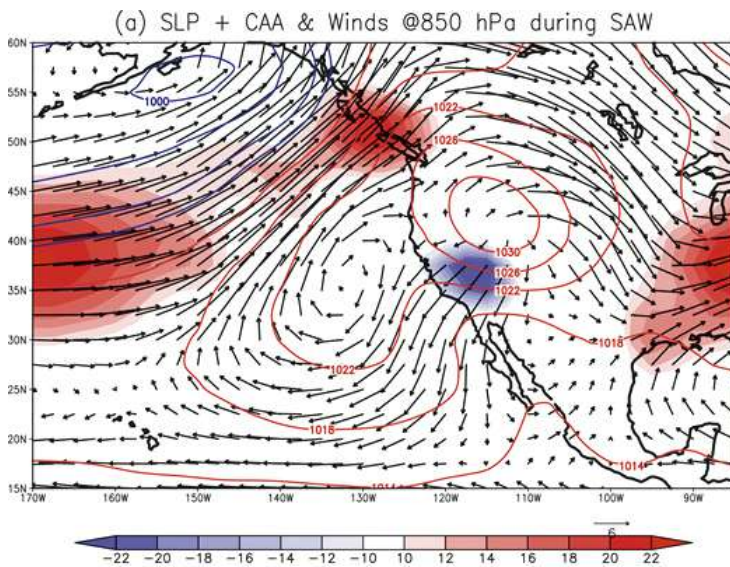 (a) SLP + CAA & Winds @850 hPa during SAW
60N
55N
1000
1022
50N
1026
45N
40N
1030
1026
35N
1022
30N
1018
1022
25N
1018
20N
1014
15N
1014
170W 160W 150W 140W 130W 120W 110W 100W 90W
6
-22 -20 -18 -16 -14 -12 -10 10 12 14 16 18 20 22